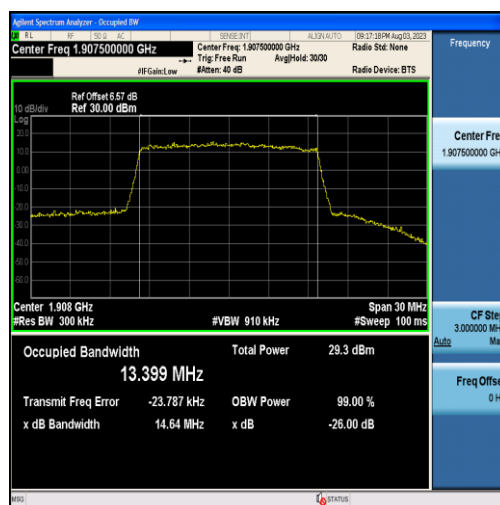 Agilent Spectrum Analyzer - Occupied BW
RL RF 50 Ω AC SENSE:INT ALIGN AUTO 09:17:18PM Aug 03, 2023
Center Freq 1.907500000 GHz Center Freq: 1.907500000 GHz Radio Std: None
Trig: Free Run Avg|Hold: 30/30
#IFGain:Low #Atten: 40 dB Radio Device: BTS
Frequency
Ref Offset 6.57 dB
10 dB/div Ref 30.00 dBm
Log
20.0
10.0
0.00
-10.0
-20.0
-30.0
-40.0
-50.0
-60.0
Center Fre
1.907500000 GH
Center 1.908 GHz Span 30 MHz
#Res BW 300 kHz #VBW 910 kHz #Sweep 100 ms
CF Ste
3.000000 MH
Auto Ma
Occupied Bandwidth Total Power 29.3 dBm
13.399 MHz
Transmit Freq Error -23.787 kHz OBW Power 99.00 %
x dB Bandwidth 14.64 MHz x dB -26.00 dB
Freq Offse
0 H
MSG STATUS